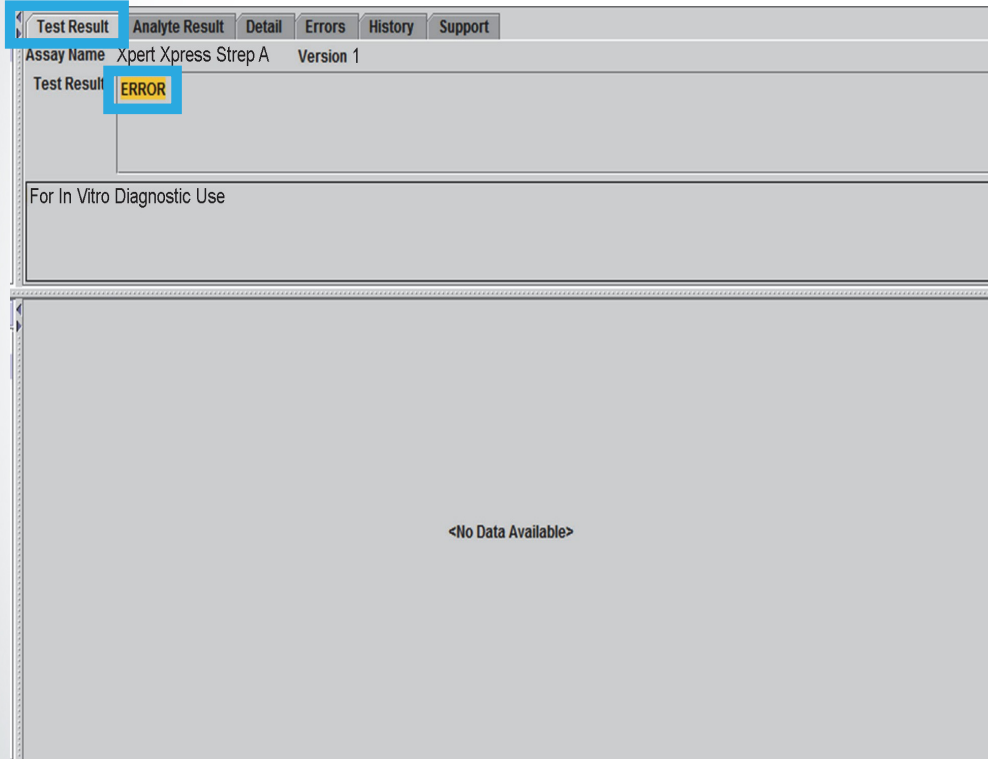 Test Result Analyte Result Detail Errors History Support
Assay Name Xpert Xpress Strep A Version 1
Test Result ERROR
For In Vitro Diagnostic Use
<No Data Available>